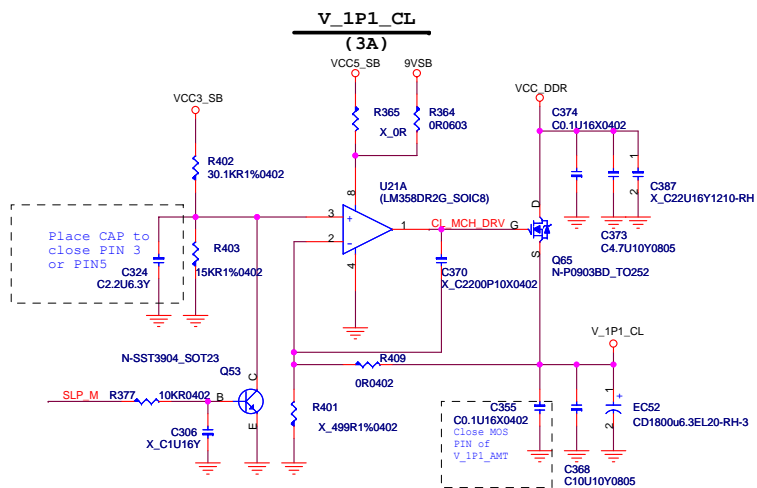 V_1P1_CL
(3A)
VCC5_SB
9VSB
VCC3_SB
VCC_DDR
R365
X_0R
R364
0R0603
C374
C0.1U16X0402
R402
30.1KR1%0402
U21A
(LM358DR2G_SOIC8)
8
3
+
2
−
1
4
CL_MCH_DRV
G
D
S
1
2
C387
X_C22U16Y1210-RH
C373
C4.7U10Y0805
Q65
N-P0903BD_TO252
Place CAP to
close PIN 3
or PIN5
C324
C2.2U6.3Y
R403
15KR1%0402
C370
X_C2200P10X0402
V_1P1_CL
N-SST3904_SOT23
Q53
R409
0R0402
SLP_M
R377
10KR0402
B
C
E
C306
X_C1U16Y
R401
X_499R1%0402
C355
C0.1U16X0402
Close MOS
PIN of
V_1P1_AMT
1
+
2
EC52
CD1800u6.3EL20-RH-3
C368
C10U10Y0805